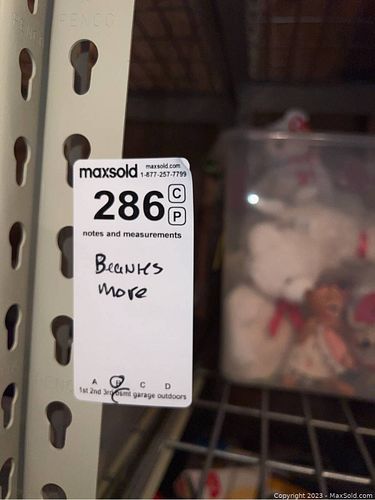 FENCO
maxsold maxsold.com
1-877-257-7799
286 C
P
notes and measurements
Beanies
more
A B C D
1st 2nd 3rd bsmt garage outdoors
Copyright 2023 - MaxSold.com